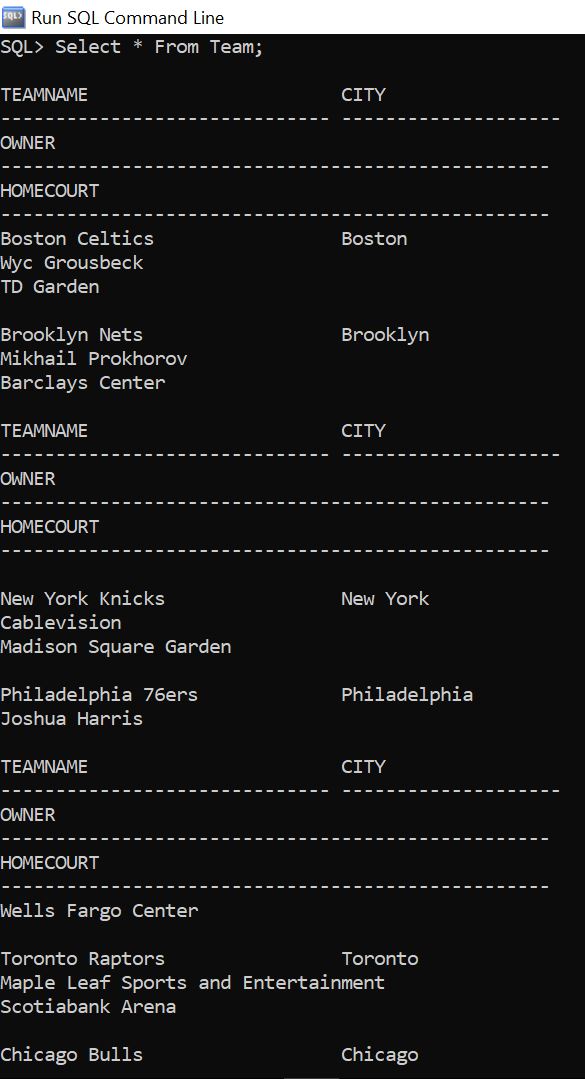 Run SQL Command Line
SQL> Select * From Team;
TEAMNAME CITY
------------------------------ --------------------
OWNER
--------------------------------------------------
HOMECOURT
--------------------------------------------------
Boston Celtics Boston
Wyc Grousbeck
TD Garden
Brooklyn Nets Brooklyn
Mikhail Prokhorov
Barclays Center
TEAMNAME CITY
------------------------------ --------------------
OWNER
--------------------------------------------------
HOMECOURT
--------------------------------------------------
New York Knicks New York
Cablevision
Madison Square Garden
Philadelphia 76ers Philadelphia
Joshua Harris
TEAMNAME CITY
------------------------------ --------------------
OWNER
--------------------------------------------------
HOMECOURT
--------------------------------------------------
Wells Fargo Center
Toronto Raptors Toronto
Maple Leaf Sports and Entertainment
Scotiabank Arena
Chicago Bulls Chicago